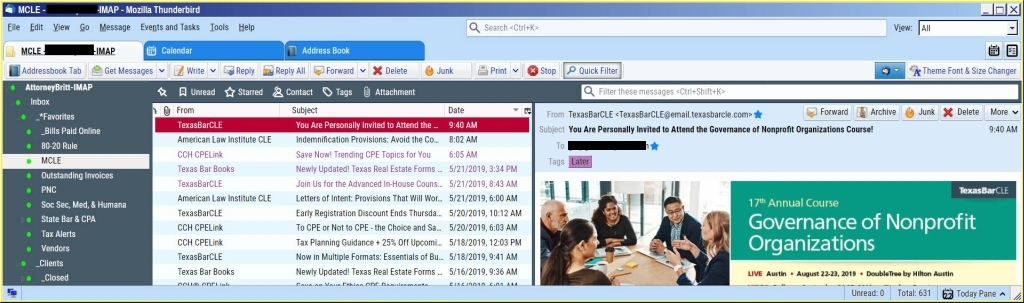 MCLE - -IMAP - Mozilla Thunderbird
File Edit View Go Message Events and Tasks Tools Help
Search <Ctrl+K>
View: All
MCLE - -IMAP
Calendar
Address Book
Addressbook Tab Get Messages Write Reply Reply All Forward Delete Junk Print Stop Quick Filter Theme Font & Size Changer
Unread Starred Contact Tags Attachment
Filter these messages <Ctrl+Shift+K>
AttorneyBritt-IMAP
Inbox
_*Favorites
_Bills Paid Online
80-20 Rule
MCLE
Outstanding Invoices
PNC
Soc Sec, Med, & Humana
State Bar & CPA
Tax Alerts
Vendors
_Clients
_Closed
From Subject Date
TexasBarCLE You Are Personally Invited to Attend the ... 9:40 AM
American Law Institute CLE Indemnification Provisions: Avoid the Co... 8:02 AM
CCH CPELink Save Now! Trending CPE Topics for You 6:05 AM
Texas Bar Books Newly Updated! Texas Real Estate Forms ... 5/21/2019, 3:34 PM
TexasBarCLE Join Us for the Advanced In-House Couns... 5/21/2019, 8:43 AM
American Law Institute CLE Letters of Intent: Provisions That Will Wor... 5/21/2019, 6:00 AM
TexasBarCLE Early Registration Discount Ends Thursda... 5/20/2019, 10:12 AM
CCH CPELink To CPE or Not to CPE - the Choice and Sa... 5/20/2019, 6:03 AM
CCH CPELink Tax Planning Guidance + 25% Off Upcomi... 5/18/2019, 12:03 PM
TexasBarCLE Now in Multiple Formats: Essentials of Bu... 5/18/2019, 9:41 AM
Texas Bar Books Newly Updated! Texas Real Estate Forms ... 5/16/2019, 9:36 AM
CCH® CPELink Save on Your Ethics CPE Requirements 5/16/2019, 6:01 AM
From TexasBarCLE <TexasBarCLE@email.texasbarcle.com>
Forward Archive Junk Delete More
Subject You Are Personally Invited to Attend the Governance of Nonprofit Organizations Course! 9:40 AM
To
Tags Later
TexasBarCLE
17th Annual Course
Governance of Nonprofit
Organizations
LIVE Austin • August 22-23, 2019 • DoubleTree by Hilton Austin
Unread: 0 Total: 631 Today Pane